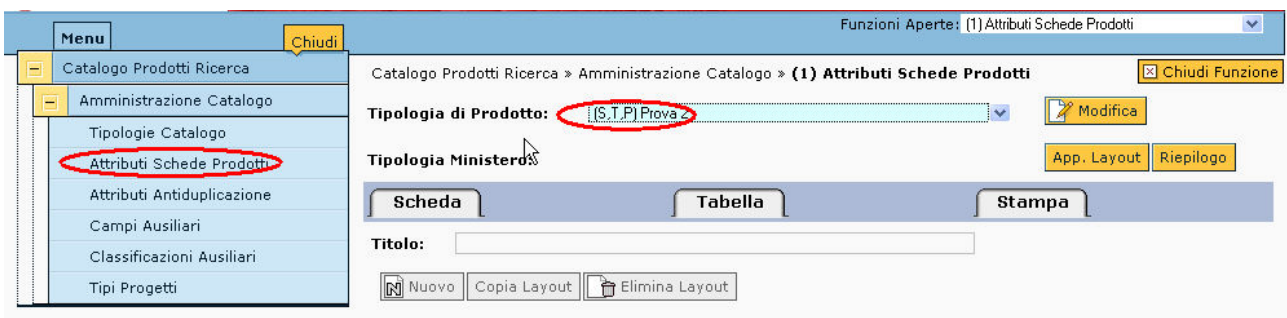 Funzioni Aperte: (1) Attributi Schede Prodotti
Menu
Chiudi
Catalogo Prodotti Ricerca
Amministrazione Catalogo
Tipologie Catalogo
Attributi Schede Prodotti
Attributi Antiduplicazione
Campi Ausiliari
Classificazioni Ausiliari
Tipi Progetti
Catalogo Prodotti Ricerca » Amministrazione Catalogo » (1) Attributi Schede Prodotti
Chiudi Funzione
Tipologia di Prodotto: (S,T,P) Prova 2
Modifica
Tipologia Ministero:
App. Layout Riepilogo
Scheda Tabella Stampa
Titolo:
Nuovo Copia Layout Elimina Layout